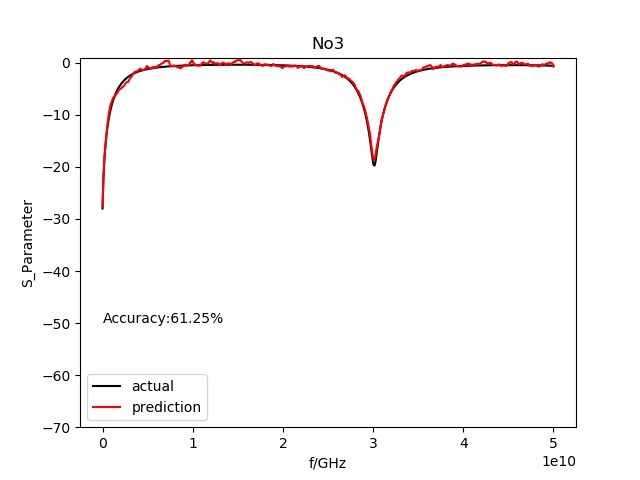 No3
0
−10
−20
−30
−40
−50
−60
−70
S_Parameter
Accuracy:61.25%
actual
prediction
0 1 2 3 4 5
1e10
f/GHz